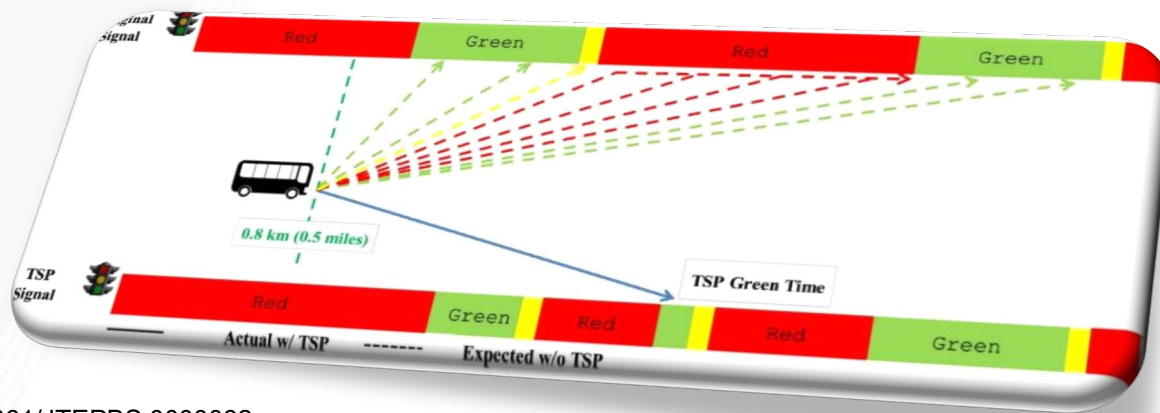 Signal
Red
Green
Red
Green
0.8 km (0.5 miles)
TSP Green Time
TSP
Signal
Red
Green
Red
Red
Green
Actual w/ TSP
Expected w/o TSP